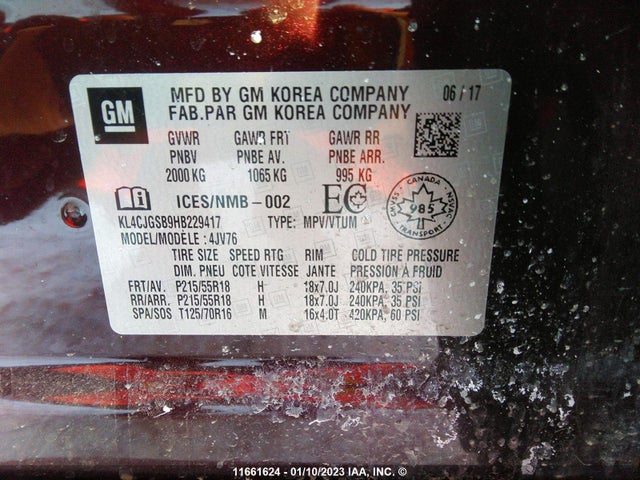 GM
MFD BY GM KOREA COMPANY 06 / 17
FAB.PAR GM KOREA COMPANY
GVWR GAWR FRT GAWR RR
PNBV PNBE AV. PNBE ARR.
2000 KG 1065 KG 995 KG
ICES/NMB-002 EC
CANADA
985
TRANSPORT
KL4CJGSB9HB229417 TYPE: MPV/VTUM
MODEL/MODÈLE : 4JV76
TIRE SIZE SPEED RTG RIM COLD TIRE PRESSURE
DIM. PNEU COTE VITESSE JANTE PRESSION À FRUID
FRT/AV. P215/55R18 H 18x7.0J 240KPA, 35 PSI
RR/ARR. P215/55R18 H 18x7.0J 240KPA, 35 PSI
SPA/SOS T125/70R16 M 16x4.0T 420KPA, 60 PSI
11661624 - 01/10/2023 IAA, INC. ©